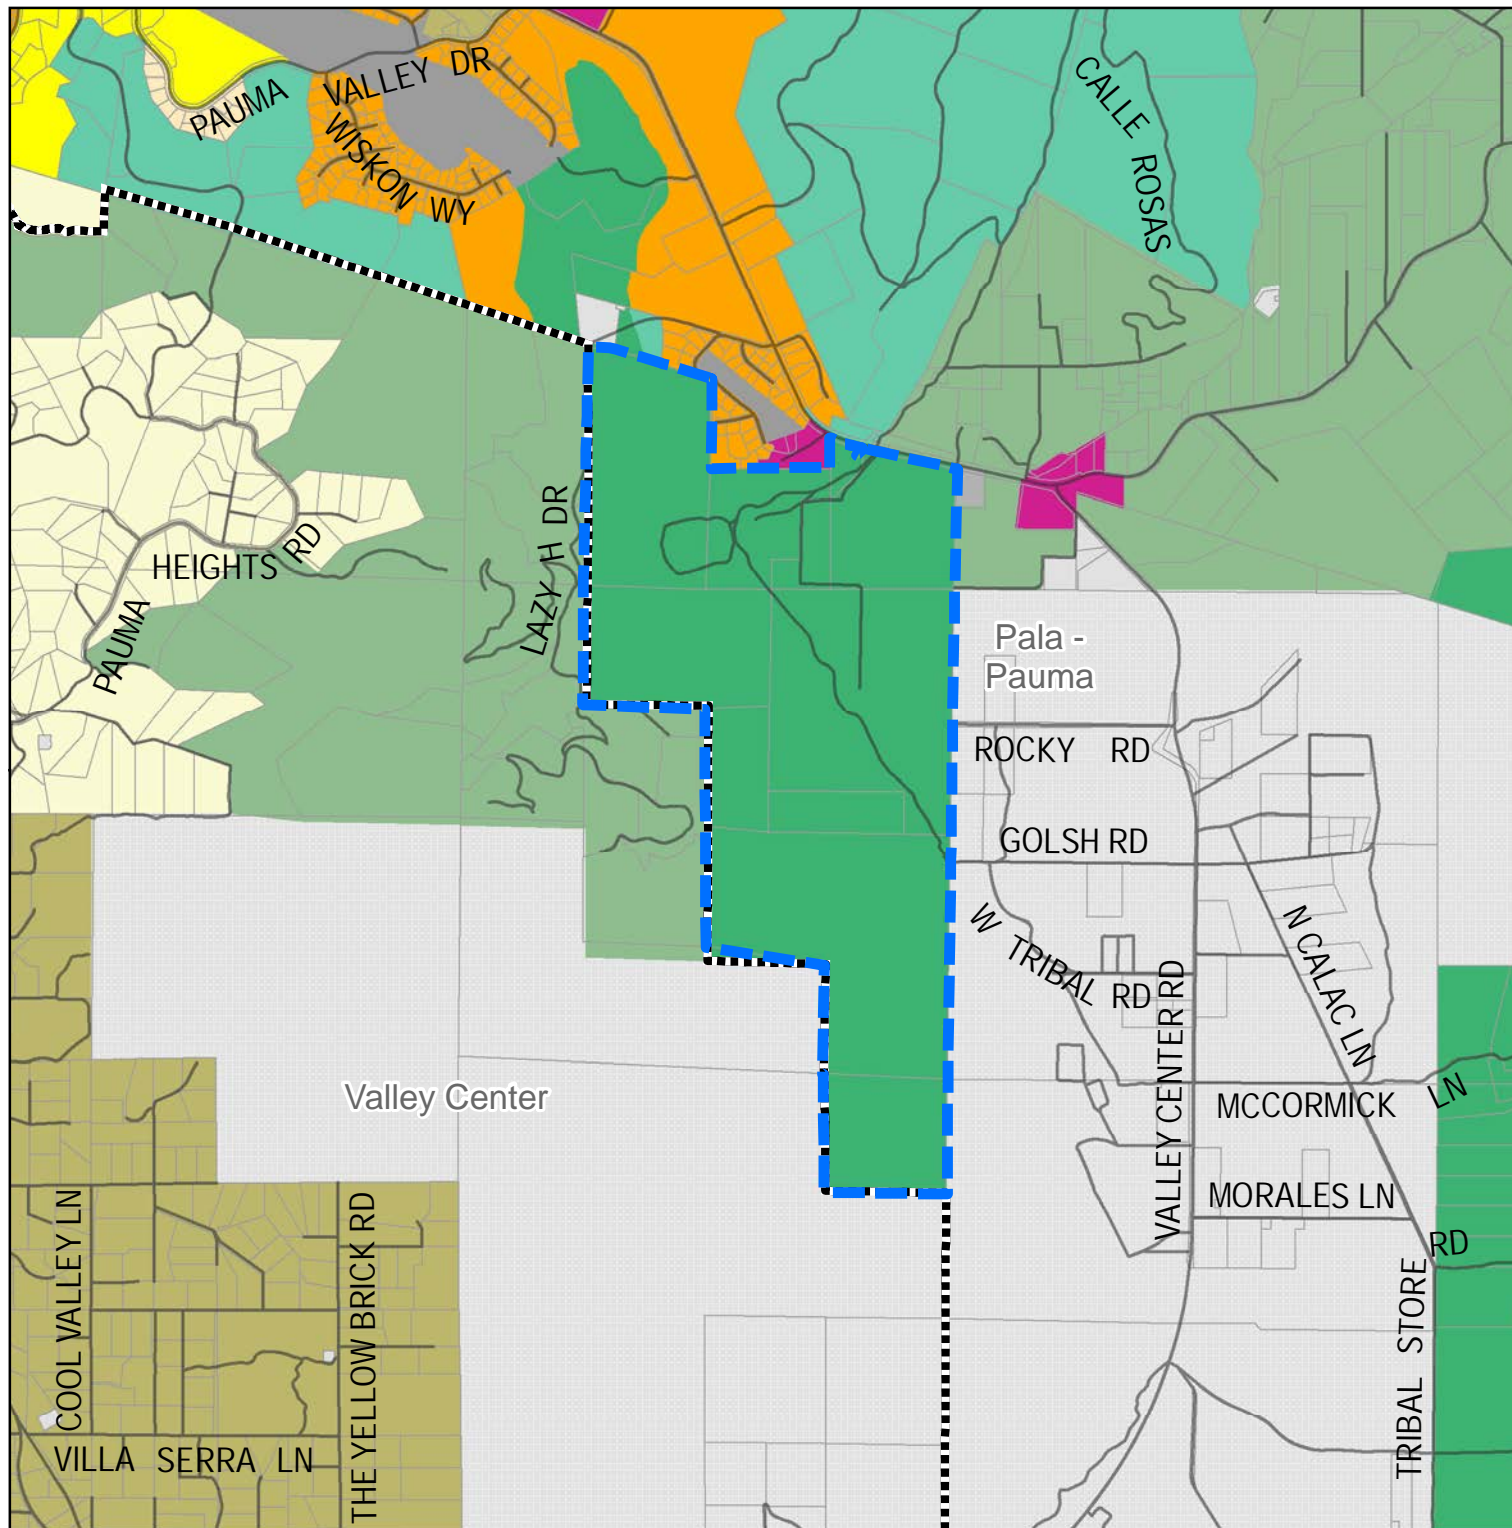 PAUMA VALLEY DR
WISKON WY
CALLE ROSAS
LAZY H DR
PAUMA HEIGHTS RD
Pala -
Pauma
ROCKY RD
GOLSH RD
W TRIBAL RD
N CALAC LN
VALLEY CENTER RD
Valley Center
MCCORMICK LN
MORALES LN
COOL VALLEY LN
THE YELLOW BRICK RD
TRIBAL STORE RD
VILLA SERRA LN